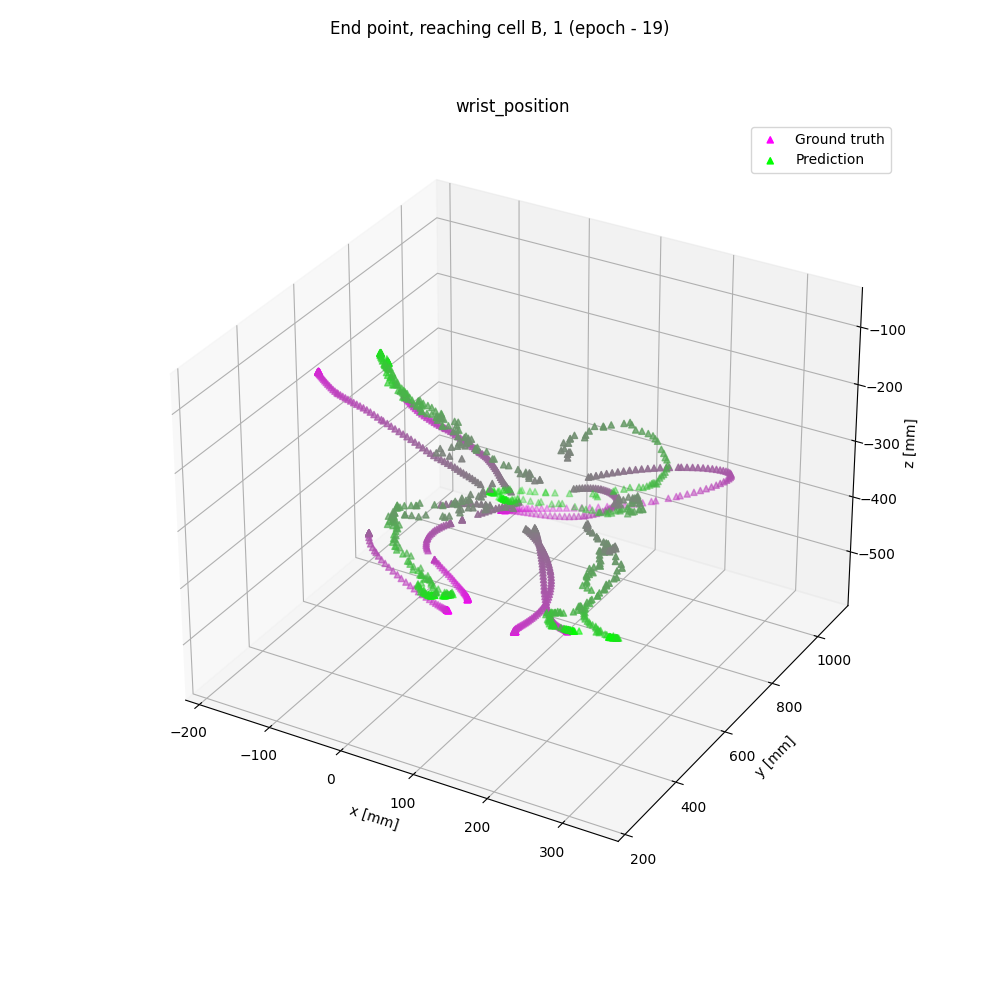 End point, reaching cell B, 1 (epoch - 19)
wrist_position
Ground truth
Prediction
−100
−200
−300
−400
−500
z [mm]
1000
800
600
400
200
y [mm]
−200
−100
0
100
200
300
x [mm]